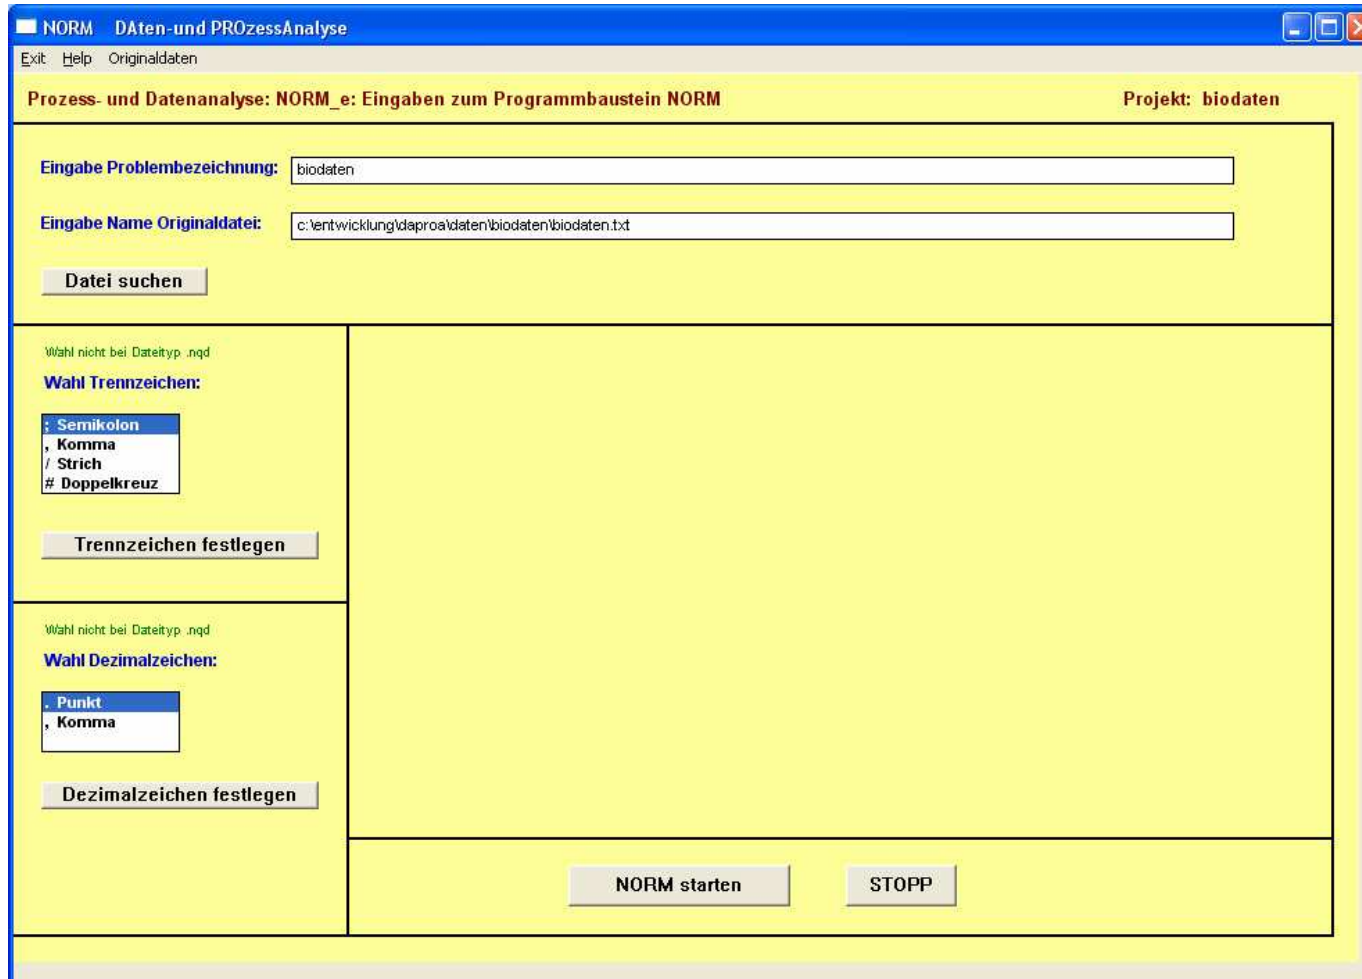 NORM DAten-und PROzessAnalyse
Exit Help Originaldaten
Prozess- und Datenanalyse: NORM_e: Eingaben zum Programmbaustein NORM Projekt: biodaten
Eingabe Problembezeichnung: biodaten
Eingabe Name Originaldatei: c:\entwicklung\daproa\daten\biodaten\biodaten.txt
Datei suchen
Wahl nicht bei Dateityp .nqd
Wahl Trennzeichen:
; Semikolon
, Komma
/ Strich
# Doppelkreuz
Trennzeichen festlegen
Wahl nicht bei Dateityp .nqd
Wahl Dezimalzeichen:
. Punkt
, Komma
Dezimalzeichen festlegen
NORM starten STOPP